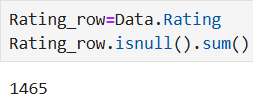 Rating_row=Data.Rating
Rating_row.isnull().sum()
1465